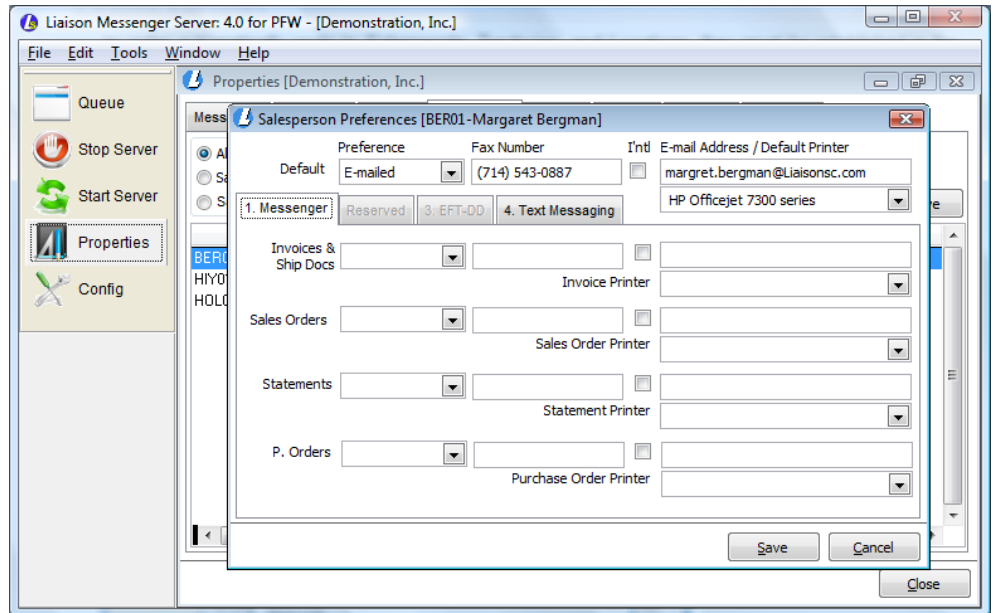 Liaison Messenger Server: 4.0 for PFW - [Demonstration, Inc.]
File Edit Tools Window Help
Queue
Stop Server
Start Server
Properties
Config
Properties [Demonstration, Inc.]
Salesperson Preferences [BER01-Margaret Bergman]
Preference Fax Number I'ntl E-mail Address / Default Printer
Default E-mailed (714) 543-0887 margret.bergman@Liaisonsc.com
HP Officejet 7300 series
1. Messenger Reserved 3. EFT-DD 4. Text Messaging
Invoices &
Ship Docs
Invoice Printer
Sales Orders
Sales Order Printer
Statements
Statement Printer
P. Orders
Purchase Order Printer
Save Cancel
Close